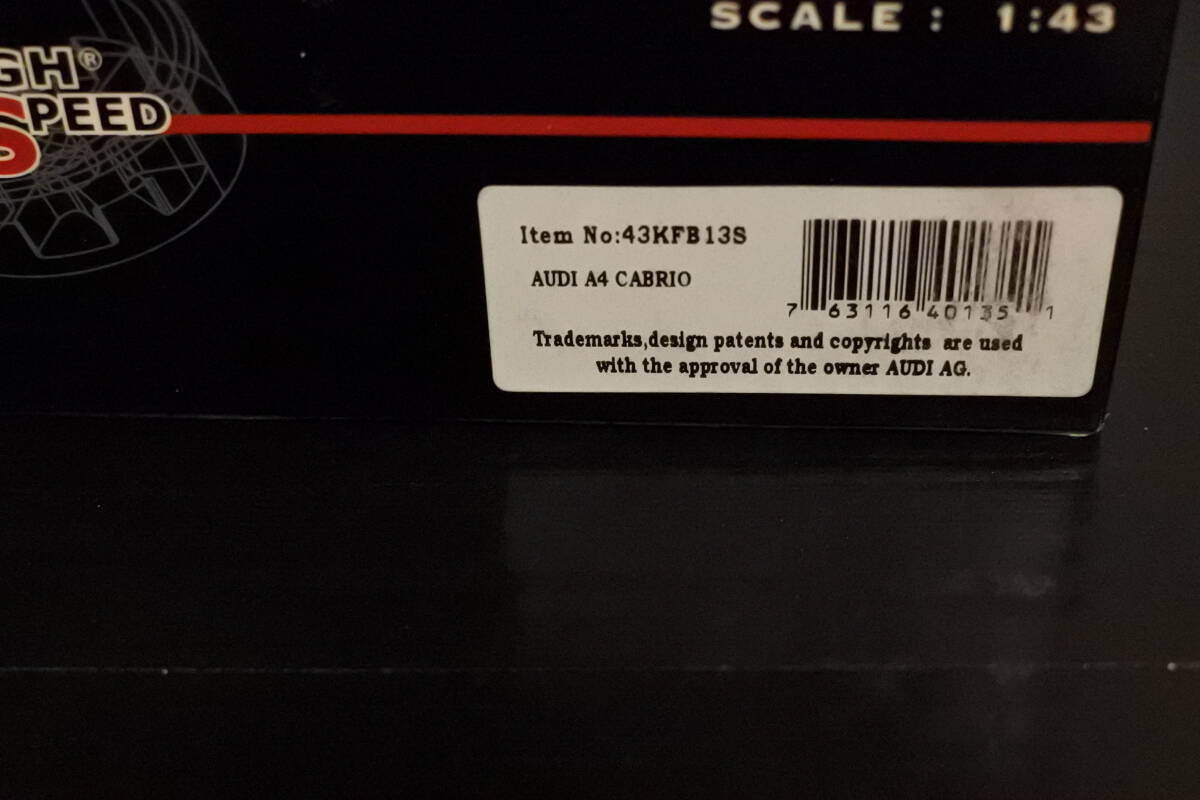 SCALE : 1:43
GH®
SPEED
Item No:43KFB13S
AUDI A4 CABRIO
7 63116 40135 1
Trademarks,design patents and copyrights are used
with the approval of the owner AUDI AG.